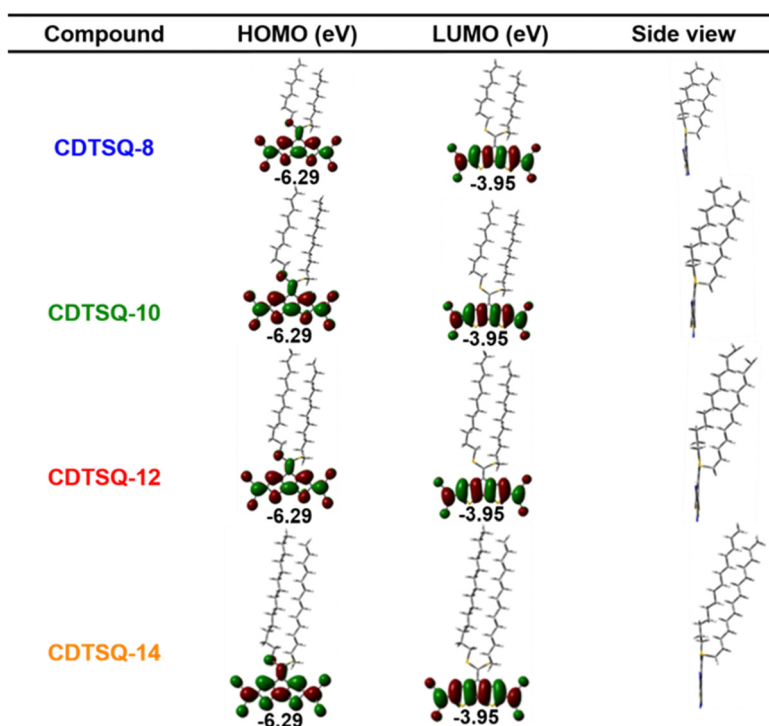 Compound HOMO (eV) LUMO (eV) Side view
CDTSQ-8
-6.29 -3.95
CDTSQ-10
-6.29 -3.95
CDTSQ-12
-6.29 -3.95
CDTSQ-14
-6.29 -3.95